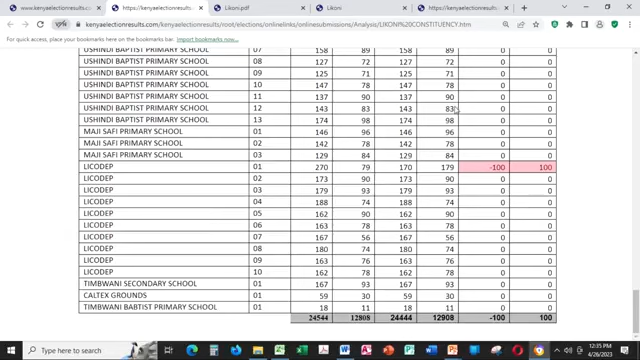 www.kenyaelectionresults.com/
https://kenyaelectionresults.com
Likoni.pdf
Likoni
https://kenyaelectionresults.com/
kenyaelectionresults.com/root/elections/onlinelinks/onlinesubmissions/Analysis/LIKONI%20CONSTITUENCY.htm
For quick access, place your bookmarks here on the bookmarks bar. Import bookmarks now...
USHINDI BAPTIST PRIMARY SCHOOL 07 158 89 158 89 0 0
USHINDI BAPTIST PRIMARY SCHOOL 08 127 72 127 72 0 0
USHINDI BAPTIST PRIMARY SCHOOL 09 125 71 125 71 0 0
USHINDI BAPTIST PRIMARY SCHOOL 10 147 78 147 78 0 0
USHINDI BAPTIST PRIMARY SCHOOL 11 137 90 137 90 0 0
USHINDI BAPTIST PRIMARY SCHOOL 12 143 83 143 83 0 0
USHINDI BAPTIST PRIMARY SCHOOL 13 174 98 174 98 0 0
MAJI SAFI PRIMARY SCHOOL 01 146 96 146 96 0 0
MAJI SAFI PRIMARY SCHOOL 02 142 78 142 78 0 0
MAJI SAFI PRIMARY SCHOOL 03 129 84 129 84 0 0
LICODEP 01 270 79 170 179 -100 100
LICODEP 02 173 90 173 90 0 0
LICODEP 03 179 93 179 93 0 0
LICODEP 04 188 74 188 74 0 0
LICODEP 05 162 90 162 90 0 0
LICODEP 06 163 78 163 78 0 0
LICODEP 07 167 56 167 56 0 0
LICODEP 08 180 74 180 74 0 0
LICODEP 09 163 76 163 76 0 0
LICODEP 10 162 78 162 78 0 0
TIMBWANI SECONDARY SCHOOL 01 167 93 167 93 0 0
CALTEX GROUNDS 01 59 30 59 30 0 0
TIMBWANI BABTIST PRIMARY SCHOOL 01 18 11 18 11 0 0
24544 12808 24444 12908 -100 100
Type here to search
12:35 PM
4/26/2023